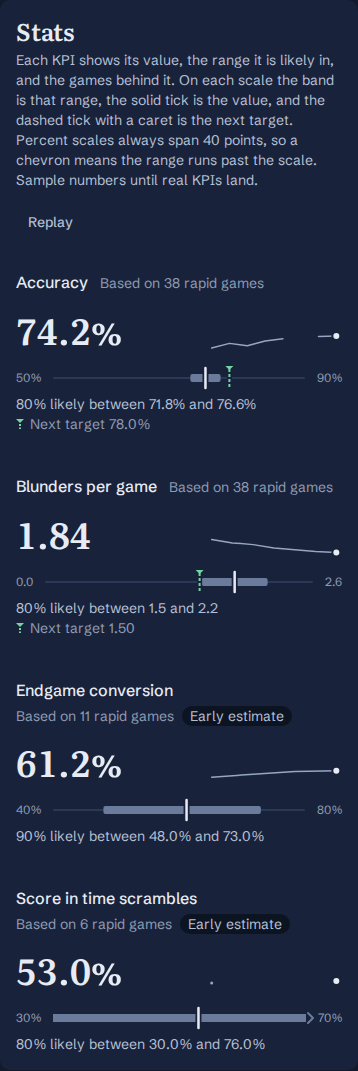 Stats
Each KPI shows its value, the range it is likely in,
and the games behind it. On each scale the band
is that range, the solid tick is the value, and the
dashed tick with a caret is the next target.
Percent scales always span 40 points, so a
chevron means the range runs past the scale.
Sample numbers until real KPIs land.
Replay
Accuracy Based on 38 rapid games
74.2%
50% 90%
80% likely between 71.8% and 76.6%
Next target 78.0%
Blunders per game Based on 38 rapid games
1.84
0.0 2.6
80% likely between 1.5 and 2.2
Next target 1.50
Endgame conversion
Based on 11 rapid games Early estimate
61.2%
40% 80%
90% likely between 48.0% and 73.0%
Score in time scrambles
Based on 6 rapid games Early estimate
53.0%
30% 70%
80% likely between 30.0% and 76.0%